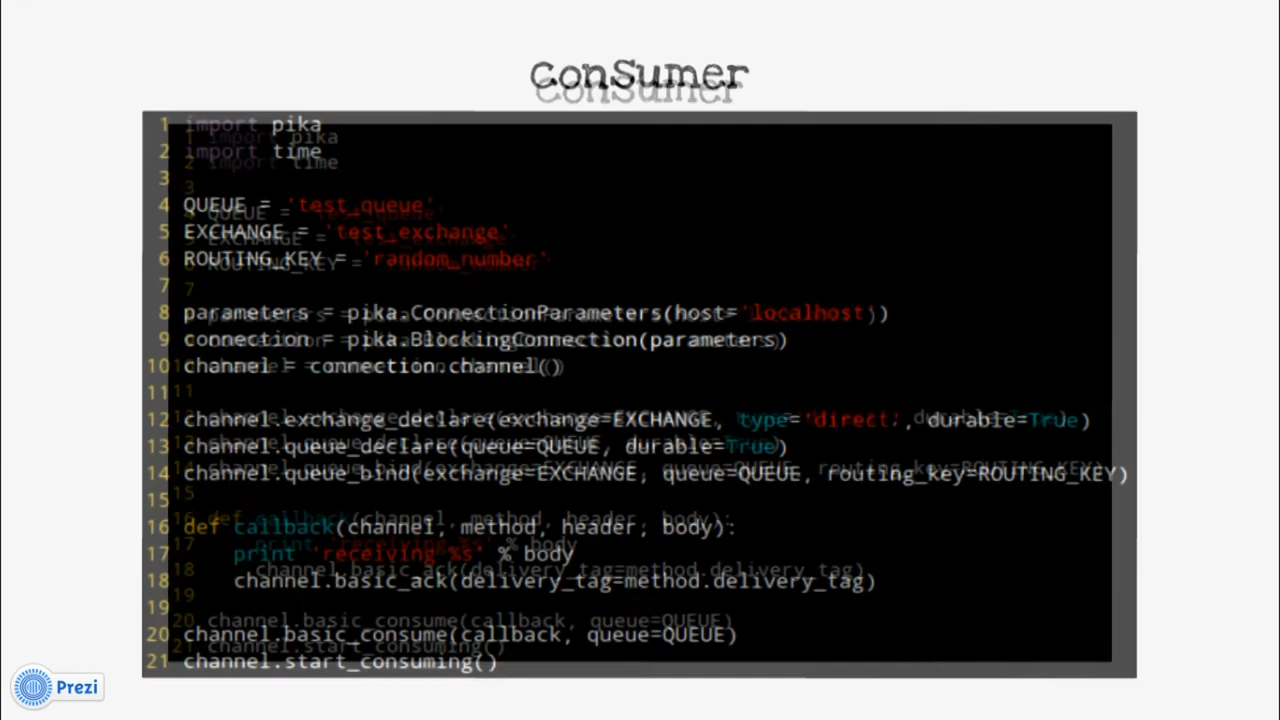 Consumer
1 import pika
2 import time
3
4 QUEUE = 'test_queue'
5 EXCHANGE = 'test_exchange'
6 ROUTING_KEY = 'random_number'
7
8 parameters = pika.ConnectionParameters(host='localhost')
9 connection = pika.BlockingConnection(parameters)
10 channel = connection.channel()
11
12 channel.exchange_declare(exchange=EXCHANGE, type='direct', durable=True)
13 channel.queue_declare(queue=QUEUE, durable=True)
14 channel.queue_bind(exchange=EXCHANGE, queue=QUEUE, routing_key=ROUTING_KEY)
15
16 def callback(channel, method, header, body):
17     print 'receiving %s' % body
18     channel.basic_ack(delivery_tag=method.delivery_tag)
19
20 channel.basic_consume(callback, queue=QUEUE)
21 channel.start_consuming()
Prezi